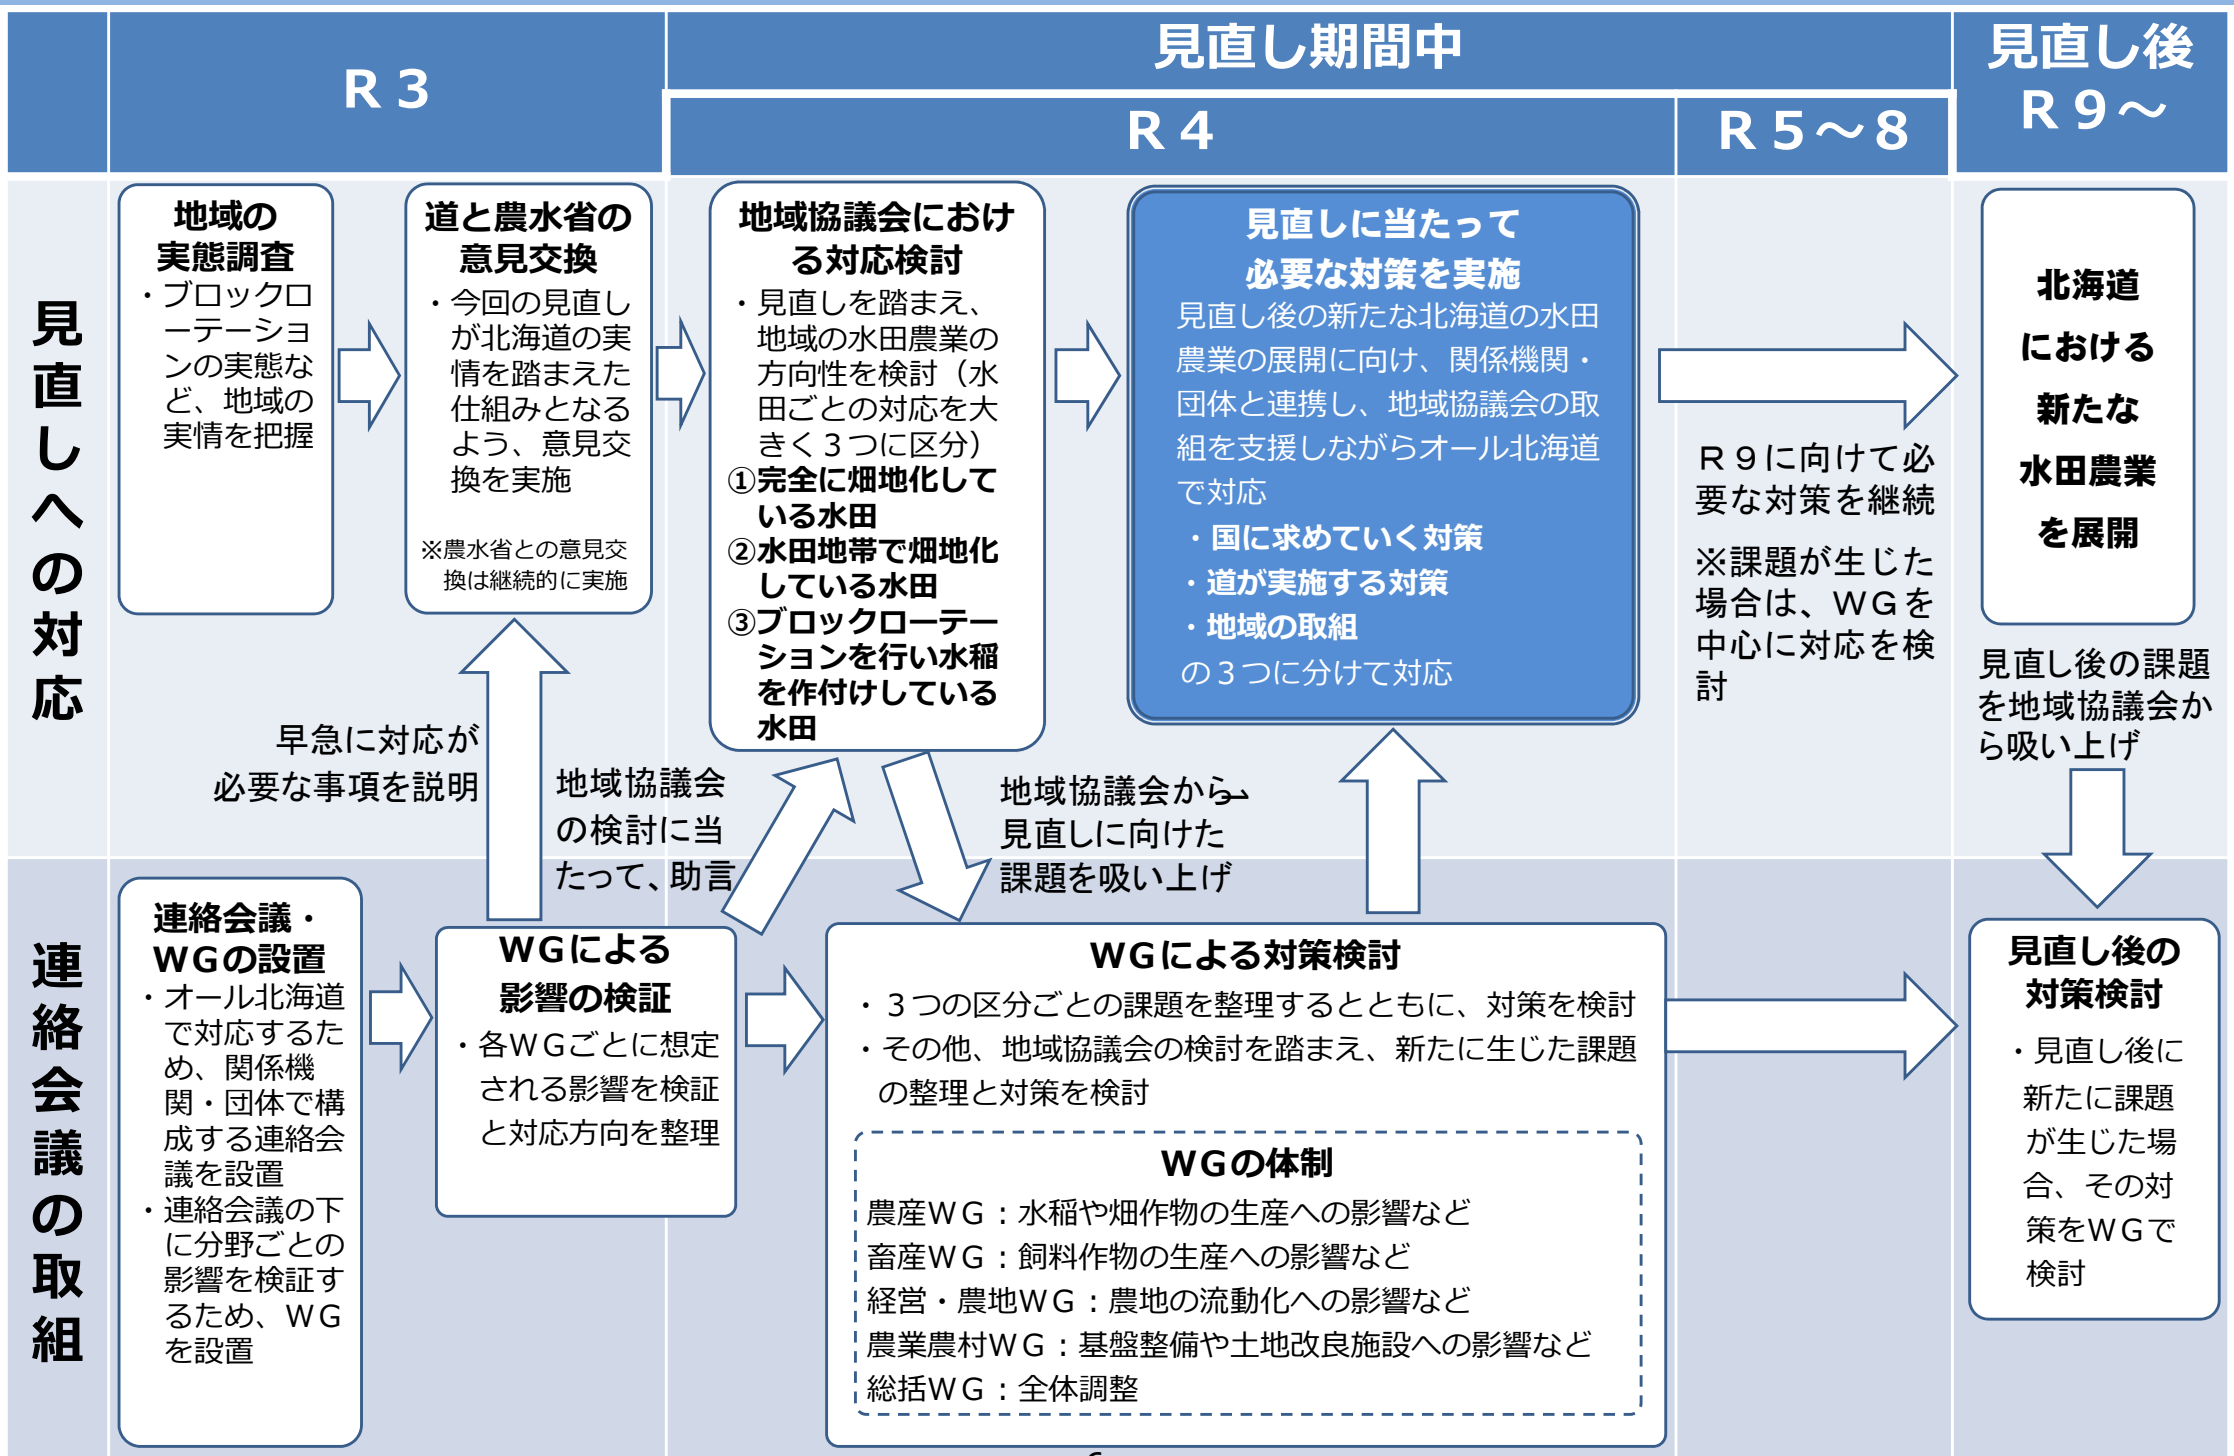 R３
見直し期間中
見直し後
R９～
R４
R５～８
見直しへの対応
地域の
実態調査
・ブロックロ
ーテーショ
ンの実態な
ど、地域の
実情を把握
道と農水省の
意見交換
・今回の見直し
が北海道の実
情を踏まえた
仕組みとなる
よう、意見交
換を実施
※農水省との意見交
換は継続的に実施
地域協議会におけ
る対応検討
・見直しを踏まえ、
地域の水田農業の
方向性を検討（水
田ごとの対応を大
きく３つに区分）
①完全に畑地化して
いる水田
②水田地帯で畑地化
している水田
③ブロックローテー
ションを行い水稲
を作付けしている
水田
見直しに当たって
必要な対策を実施
見直し後の新たな北海道の水田
農業の展開に向け、関係機関・
団体と連携し、地域協議会の取
組を支援しながらオール北海道
で対応
・国に求めていく対策
・道が実施する対策
・地域の取組
の３つに分けて対応
Ｒ９に向けて必
要な対策を継続
※課題が生じた
場合は、ＷＧを
中心に対応を検
討
北海道
における
新たな
水田農業
を展開
見直し後の課題
を地域協議会か
ら吸い上げ
早急に対応が
必要な事項を説明
地域協議会
の検討に当
たって、助言
地域協議会から
見直しに向けた
課題を吸い上げ
連絡会議の取組
連絡会議・
ＷＧの設置
・オール北海道
で対応するた
め、関係機
関・団体で構
成する連絡会
議を設置
・連絡会議の下
に分野ごとの
影響を検証す
るため、ＷＧ
を設置
ＷＧによる
影響の検証
・各ＷＧごとに想定
される影響を検証
と対応方向を整理
ＷＧによる対策検討
・３つの区分ごとの課題を整理するとともに、対策を検討
・その他、地域協議会の検討を踏まえ、新たに生じた課題
の整理と対策を検討
ＷＧの体制
農産ＷＧ：水稲や畑作物の生産への影響など
畜産ＷＧ：飼料作物の生産への影響など
経営・農地ＷＧ：農地の流動化への影響など
農業農村ＷＧ：基盤整備や土地改良施設への影響など
総括ＷＧ：全体調整
見直し後の
対策検討
・見直し後に
新たに課題
が生じた場
合、その対
策をＷＧで
検討